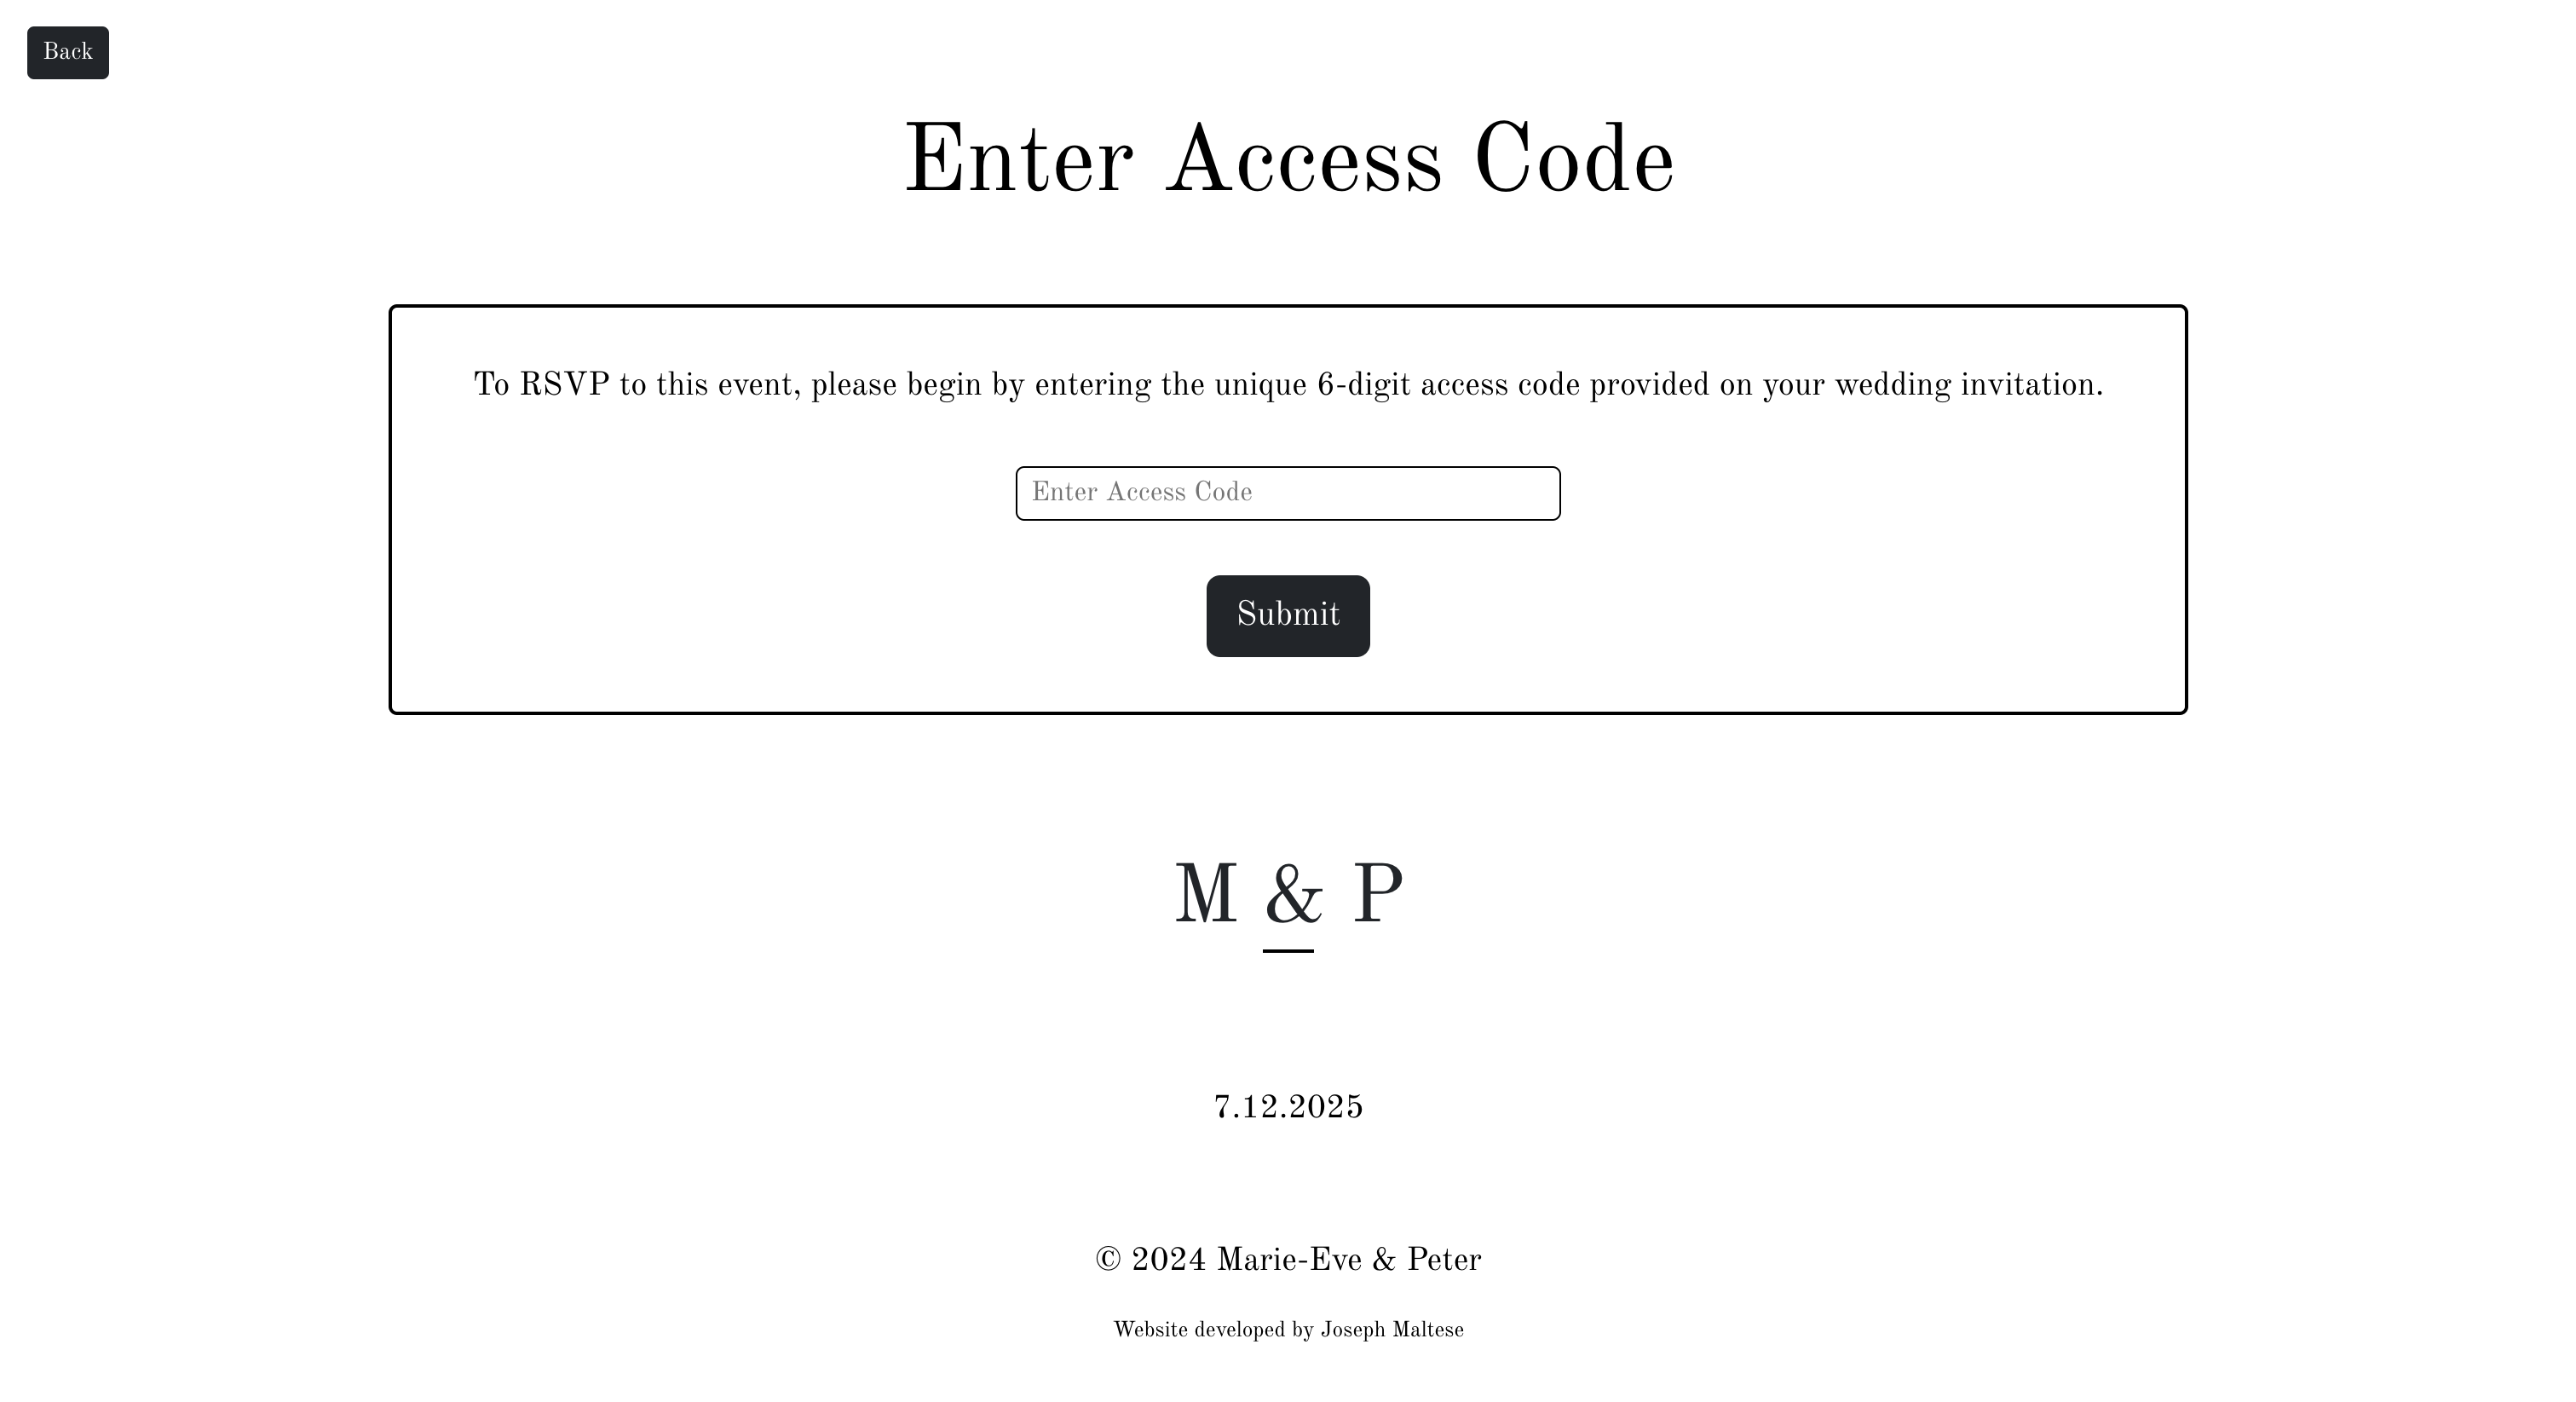 Back
Enter Access Code
To RSVP to this event, please begin by entering the unique 6-digit access code provided on your wedding invitation.
Enter Access Code
Submit
M & P
7.12.2025
© 2024 Marie-Eve & Peter
Website developed by Joseph Maltese